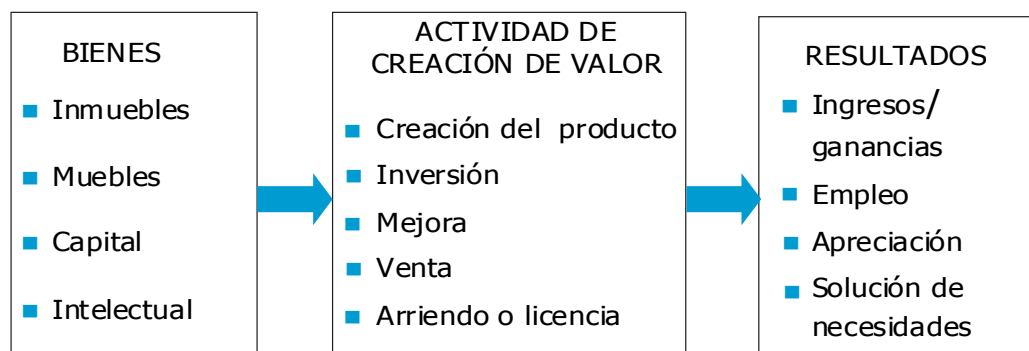 BIENES
Inmuebles
Muebles
Capital
Intelectual
ACTIVIDAD DE
CREACIÓN DE VALOR
Creación del producto
Inversión
Mejora
Venta
Arriendo o licencia
RESULTADOS
Ingresos/
ganancias
Empleo
Apreciación
Solución de
necesidades